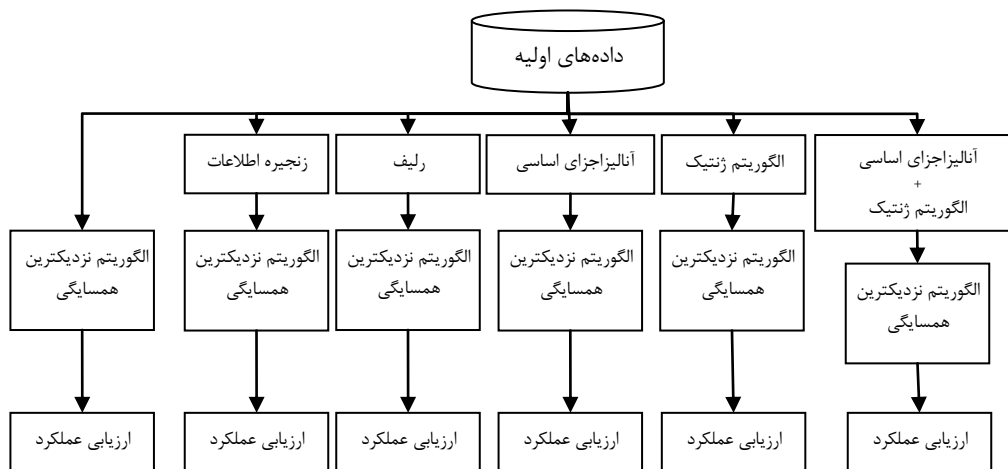 داده‌های اولیه
آنالیزاجزای اساسی
+
الگوریتم ژنتیک
الگوریتم ژنتیک
آنالیزاجزای اساسی
رلیف
زنجیره اطلاعات
الگوریتم نزدیکترین
همسایگی
الگوریتم نزدیکترین
همسایگی
الگوریتم نزدیکترین
همسایگی
الگوریتم نزدیکترین
همسایگی
الگوریتم نزدیکترین
همسایگی
الگوریتم نزدیکترین
همسایگی
ارزیابی عملکرد
ارزیابی عملکرد
ارزیابی عملکرد
ارزیابی عملکرد
ارزیابی عملکرد
ارزیابی عملکرد